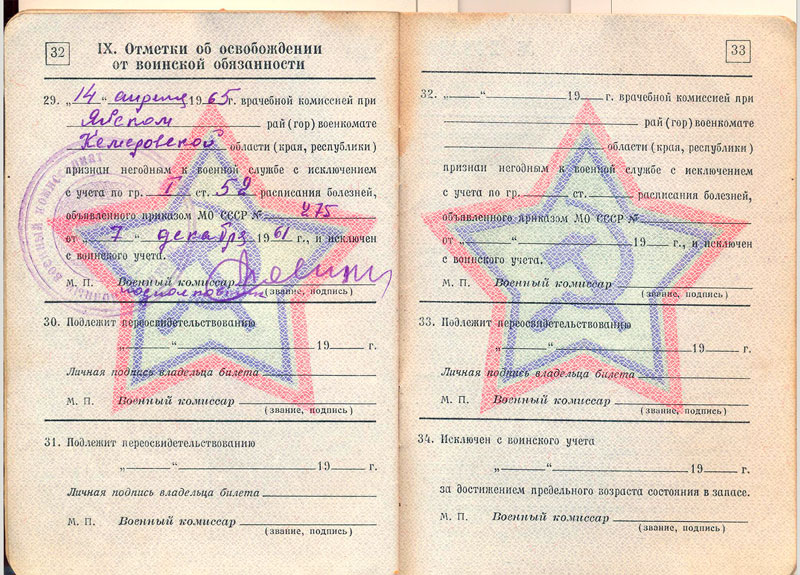 32
IX. Отметки об освобождении
от воинской обязанности
29. „14“ апреля 1965г. врачебной комиссией при
Яйском рай (гор) военкомате
Кемеровской области (края, республики)
признан негодным к военной службе с исключением
с учета по гр. I ст. 52 расписания болезней,
объявленного приказом МО СССР № 275
от „7“ декабря 1961 г., и исключен
с воинского учета.
М. П. Военный комиссар
подполковник (звание, подпись)
30. Подлежит переосвидетельствованию
„ “ 19 г.
Личная подпись владельца билета
М. П. Военный комиссар
(звание, подпись)
31. Подлежит переосвидетельствованию
„ “ 19 г.
Личная подпись владельца билета
М. П. Военный комиссар
(звание, подпись)
33
32. „ “ 19 г. врачебной комиссией при
рай (гор) военкомате
области (края, республики)
признан негодным к военной службе с исключением
с учета по гр. ст. расписания болезней,
объявленного приказом МО СССР №
от „ “ 19 г., и исключен
с воинского учета.
М. П. Военный комиссар
(звание, подпись)
33. Подлежит переосвидетельствованию
„ “ 19 г.
Личная подпись владельца билета
М. П. Военный комиссар
(звание, подпись)
34. Исключен с воинского учета
„ “ 19 г.
за достижением предельного возраста состояния в запасе.
М. П. Военный комиссар
(звание, подпись)